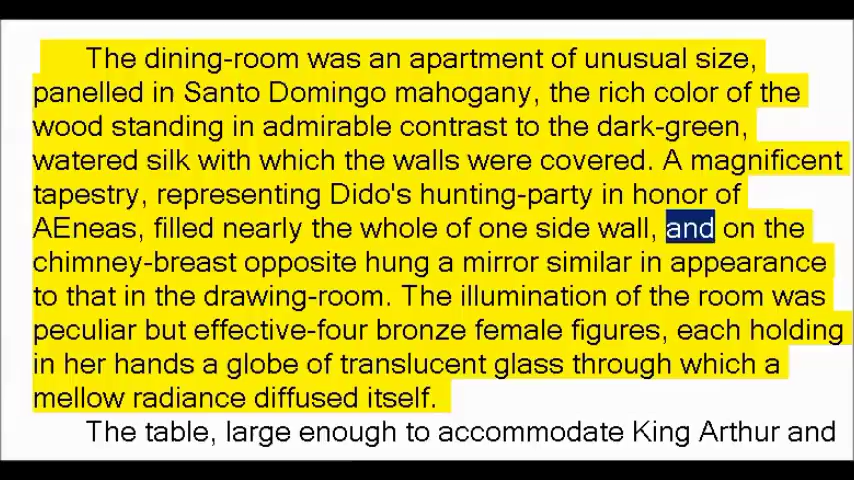 The dining-room was an apartment of unusual size,
panelled in Santo Domingo mahogany, the rich color of the
wood standing in admirable contrast to the dark-green,
watered silk with which the walls were covered. A magnificent
tapestry, representing Dido's hunting-party in honor of
AEneas, filled nearly the whole of one side wall, and on the
chimney-breast opposite hung a mirror similar in appearance
to that in the drawing-room. The illumination of the room was
peculiar but effective-four bronze female figures, each holding
in her hands a globe of translucent glass through which a
mellow radiance diffused itself.
The table, large enough to accommodate King Arthur and